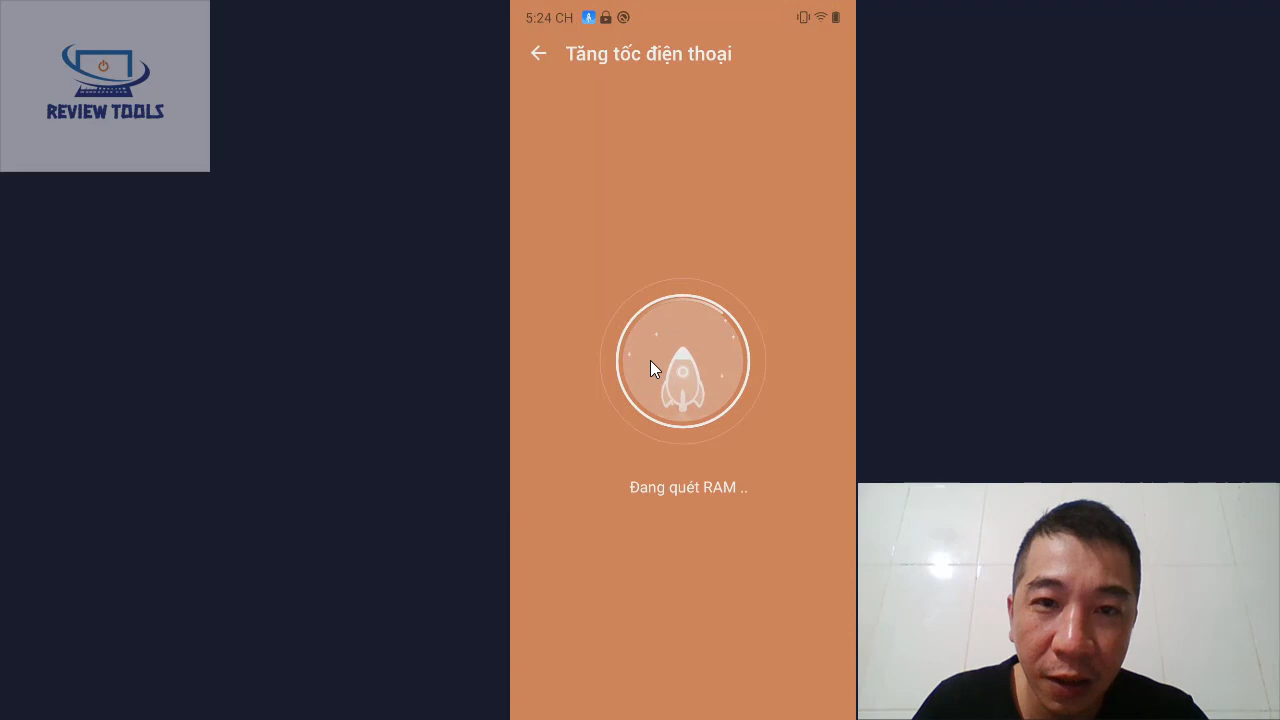 REVIEW TOOLS
5:24 CH
Tăng tốc điện thoại
Đang quét RAM ..